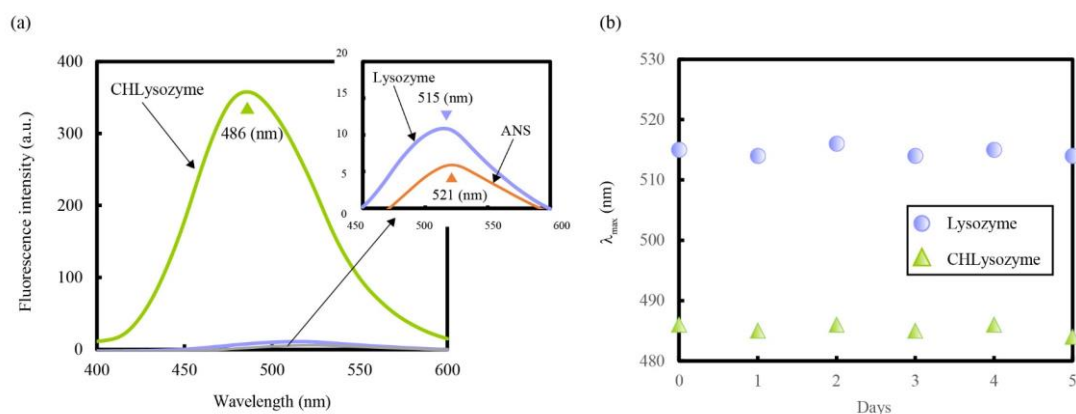 (a)
400
300
200
100
0
400
450
500
550
600
Fluorescence intensity (a.u.)
Wavelength (nm)
CHLysozyme
486 (nm)
20
15
10
5
0
450
500
550
600
Lysozyme
515 (nm)
ANS
521 (nm)
(b)
530
520
510
500
490
480
0
1
2
3
4
5
λmax (nm)
Days
Lysozyme
CHLysozyme